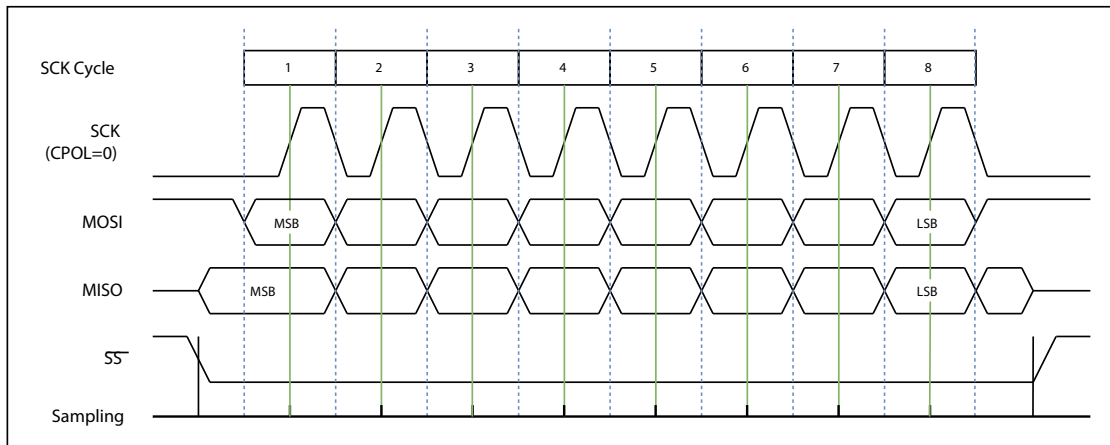 SCK Cycle 1 2 3 4 5 6 7 8
SCK
(CPOL=0)
MOSI MSB LSB
MISO MSB LSB
SS
Sampling